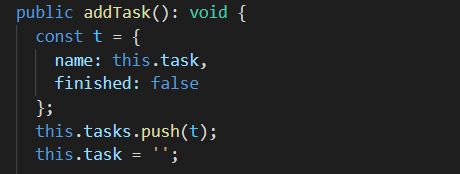 public addTask(): void {
const t = {
name: this.task,
finished: false
};
this.tasks.push(t);
this.task = '';